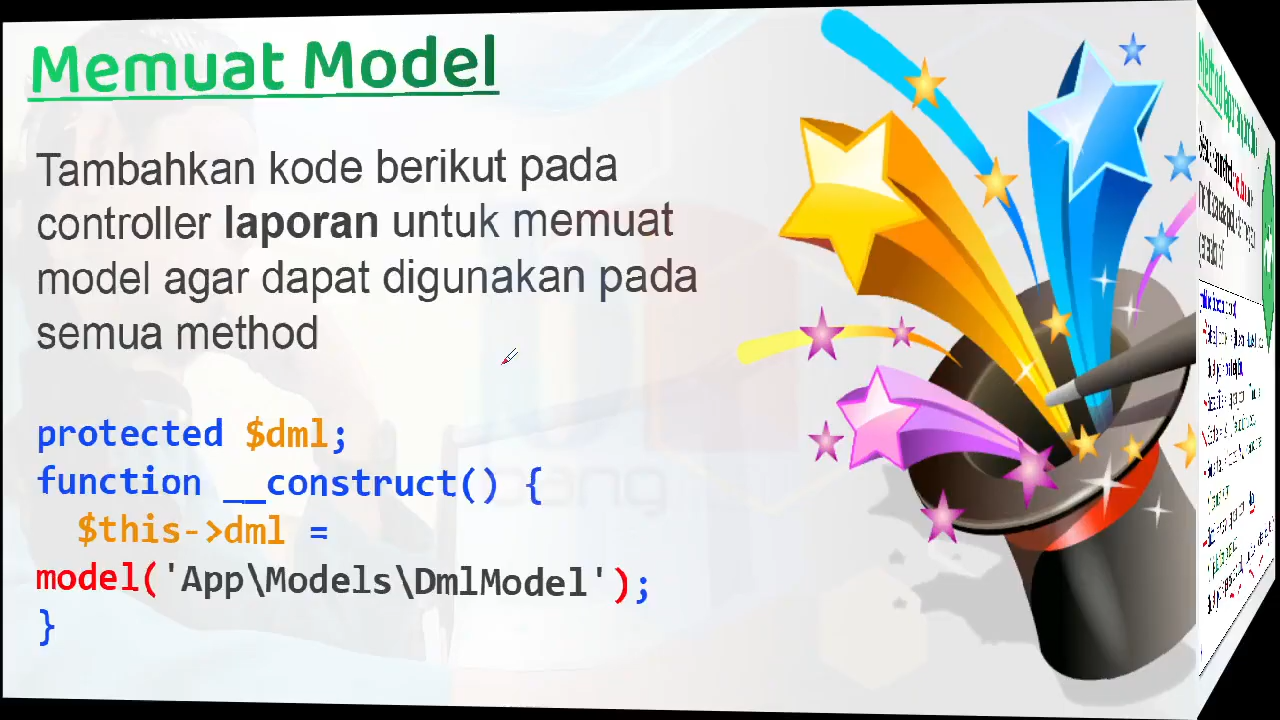 Memuat Model
Tambahkan kode berikut pada
controller laporan untuk memuat
model agar dapat digunakan pada
semua method
protected $dml;
function __construct() {
  $this->dml =
model('App\Models\DmlModel');
}